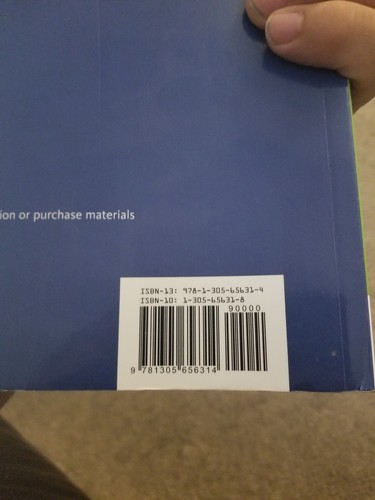 ion or purchase materials
ISBN-13: 978-1-305-65631-4
ISBN-10: 1-305-65631-8
90000
9 781305 656314